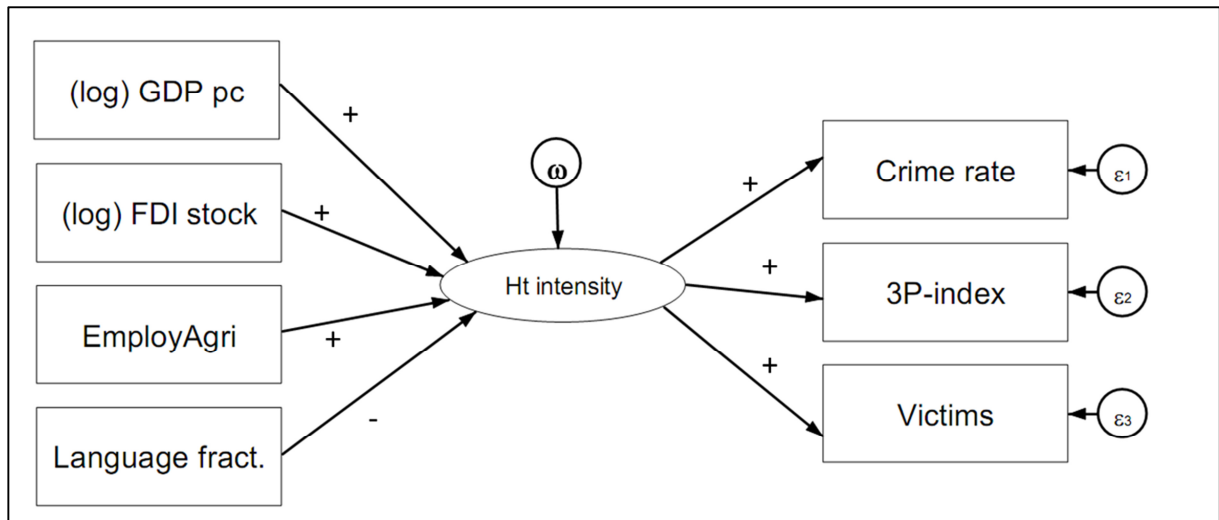 (log) GDP pc
+
(log) FDI stock
+
EmployAgri
+
Language fract.
-
ω
Ht intensity
+
Crime rate
ε1
+
3P-index
ε2
+
Victims
ε3